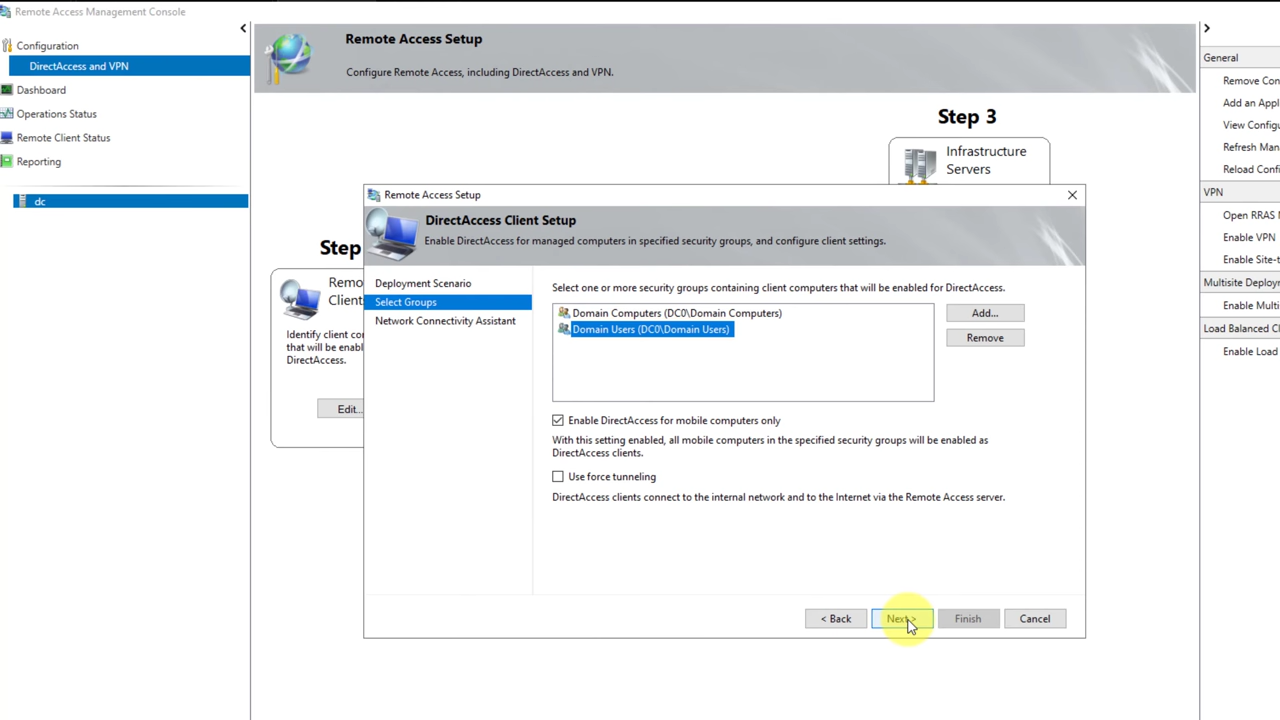 Remote Access Management Console
Configuration
DirectAccess and VPN
Dashboard
Operations Status
Remote Client Status
Reporting
dc
Remote Access Setup
Configure Remote Access, including DirectAccess and VPN.
Step 3
Infrastructure
Servers
Step
Remo
Client
Identify client co
that will be enabl
DirectAccess.
Edit...
Remote Access Setup
DirectAccess Client Setup
Enable DirectAccess for managed computers in specified security groups, and configure client settings.
Deployment Scenario
Select Groups
Network Connectivity Assistant
Select one or more security groups containing client computers that will be enabled for DirectAccess.
Domain Computers (DC0\Domain Computers)
Domain Users (DC0\Domain Users)
Add...
Remove
Enable DirectAccess for mobile computers only
With this setting enabled, all mobile computers in the specified security groups will be enabled as
DirectAccess clients.
Use force tunneling
DirectAccess clients connect to the internal network and to the Internet via the Remote Access server.
< Back
Next >
Finish
Cancel
General
Remove Con
Add an Appl
View Configu
Refresh Mana
Reload Confi
VPN
Open RRAS M
Enable VPN
Enable Site-t
Multisite Deploy
Enable Multi
Load Balanced Cl
Enable Load